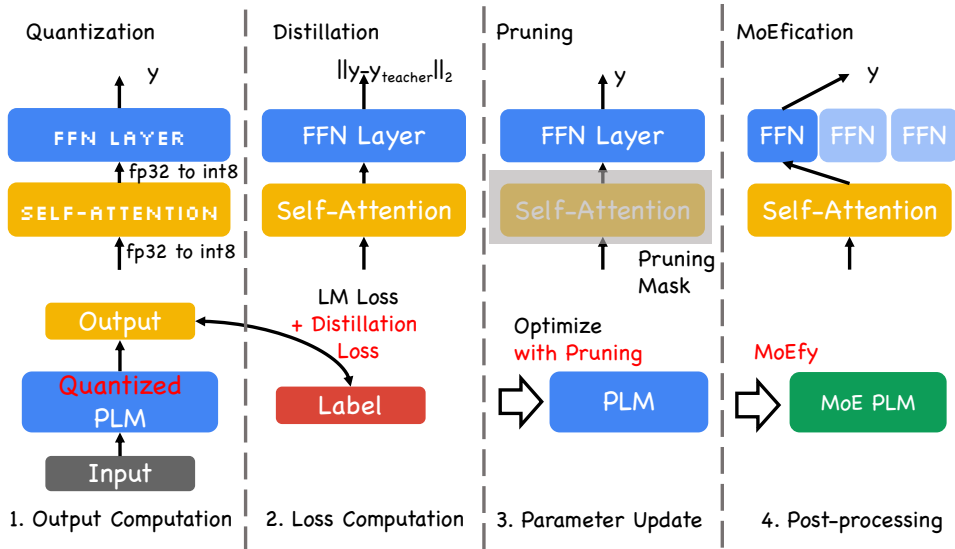 Quantization
y
FFN LAYER
fp32 to int8
SELF-ATTENTION
fp32 to int8
Output
Quantized
PLM
Input
1. Output Computation
Distillation
||y-y_teacher||_2
FFN Layer
Self-Attention
LM Loss
+ Distillation
Loss
Label
2. Loss Computation
Pruning
y
FFN Layer
Self-Attention
Pruning
Mask
Optimize
with Pruning
PLM
3. Parameter Update
MoEfication
y
FFN FFN FFN
Self-Attention
MoEfy
MoE PLM
4. Post-processing